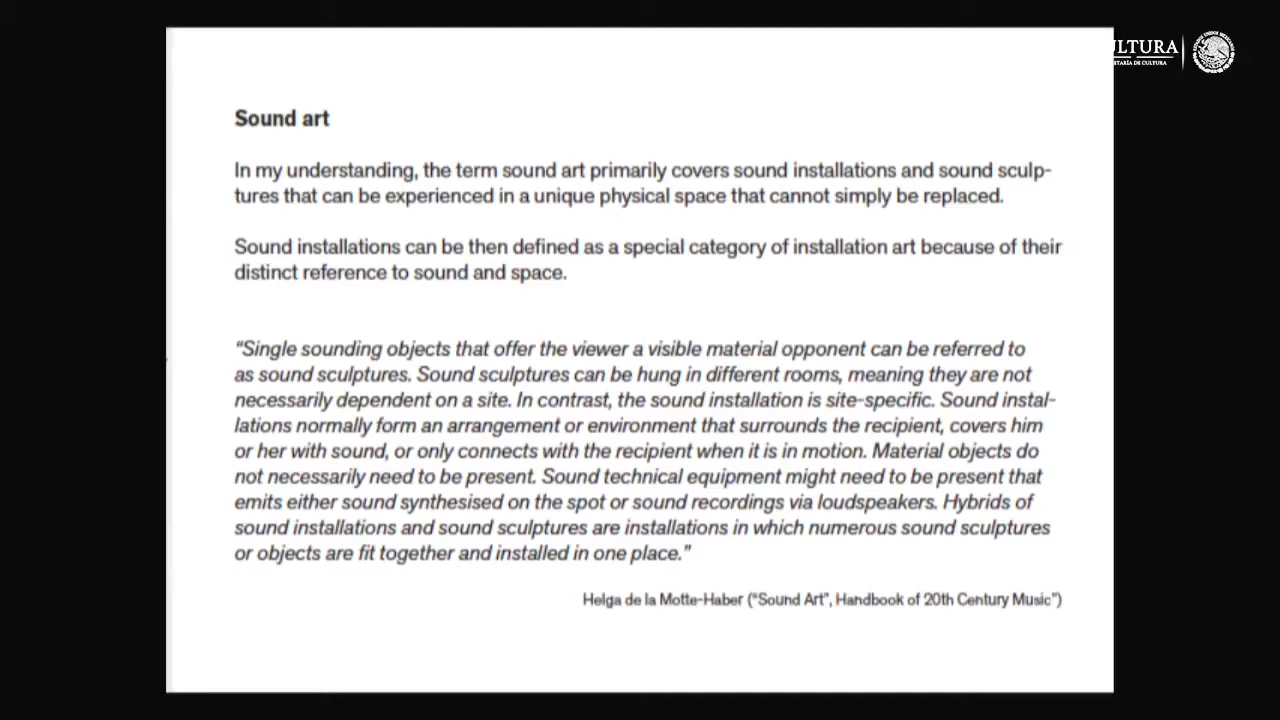 ULTURA
ETARÍA DE CULTURA
Sound art
In my understanding, the term sound art primarily covers sound installations and sound sculp-
tures that can be experienced in a unique physical space that cannot simply be replaced.
Sound installations can be then defined as a special category of installation art because of their
distinct reference to sound and space.
“Single sounding objects that offer the viewer a visible material opponent can be referred to
as sound sculptures. Sound sculptures can be hung in different rooms, meaning they are not
necessarily dependent on a site. In contrast, the sound installation is site-specific. Sound instal-
lations normally form an arrangement or environment that surrounds the recipient, covers him
or her with sound, or only connects with the recipient when it is in motion. Material objects do
not necessarily need to be present. Sound technical equipment might need to be present that
emits either sound synthesised on the spot or sound recordings via loudspeakers. Hybrids of
sound installations and sound sculptures are installations in which numerous sound sculptures
or objects are fit together and installed in one place.”
Helga de la Motte-Haber (“Sound Art”, Handbook of 20th Century Music”)